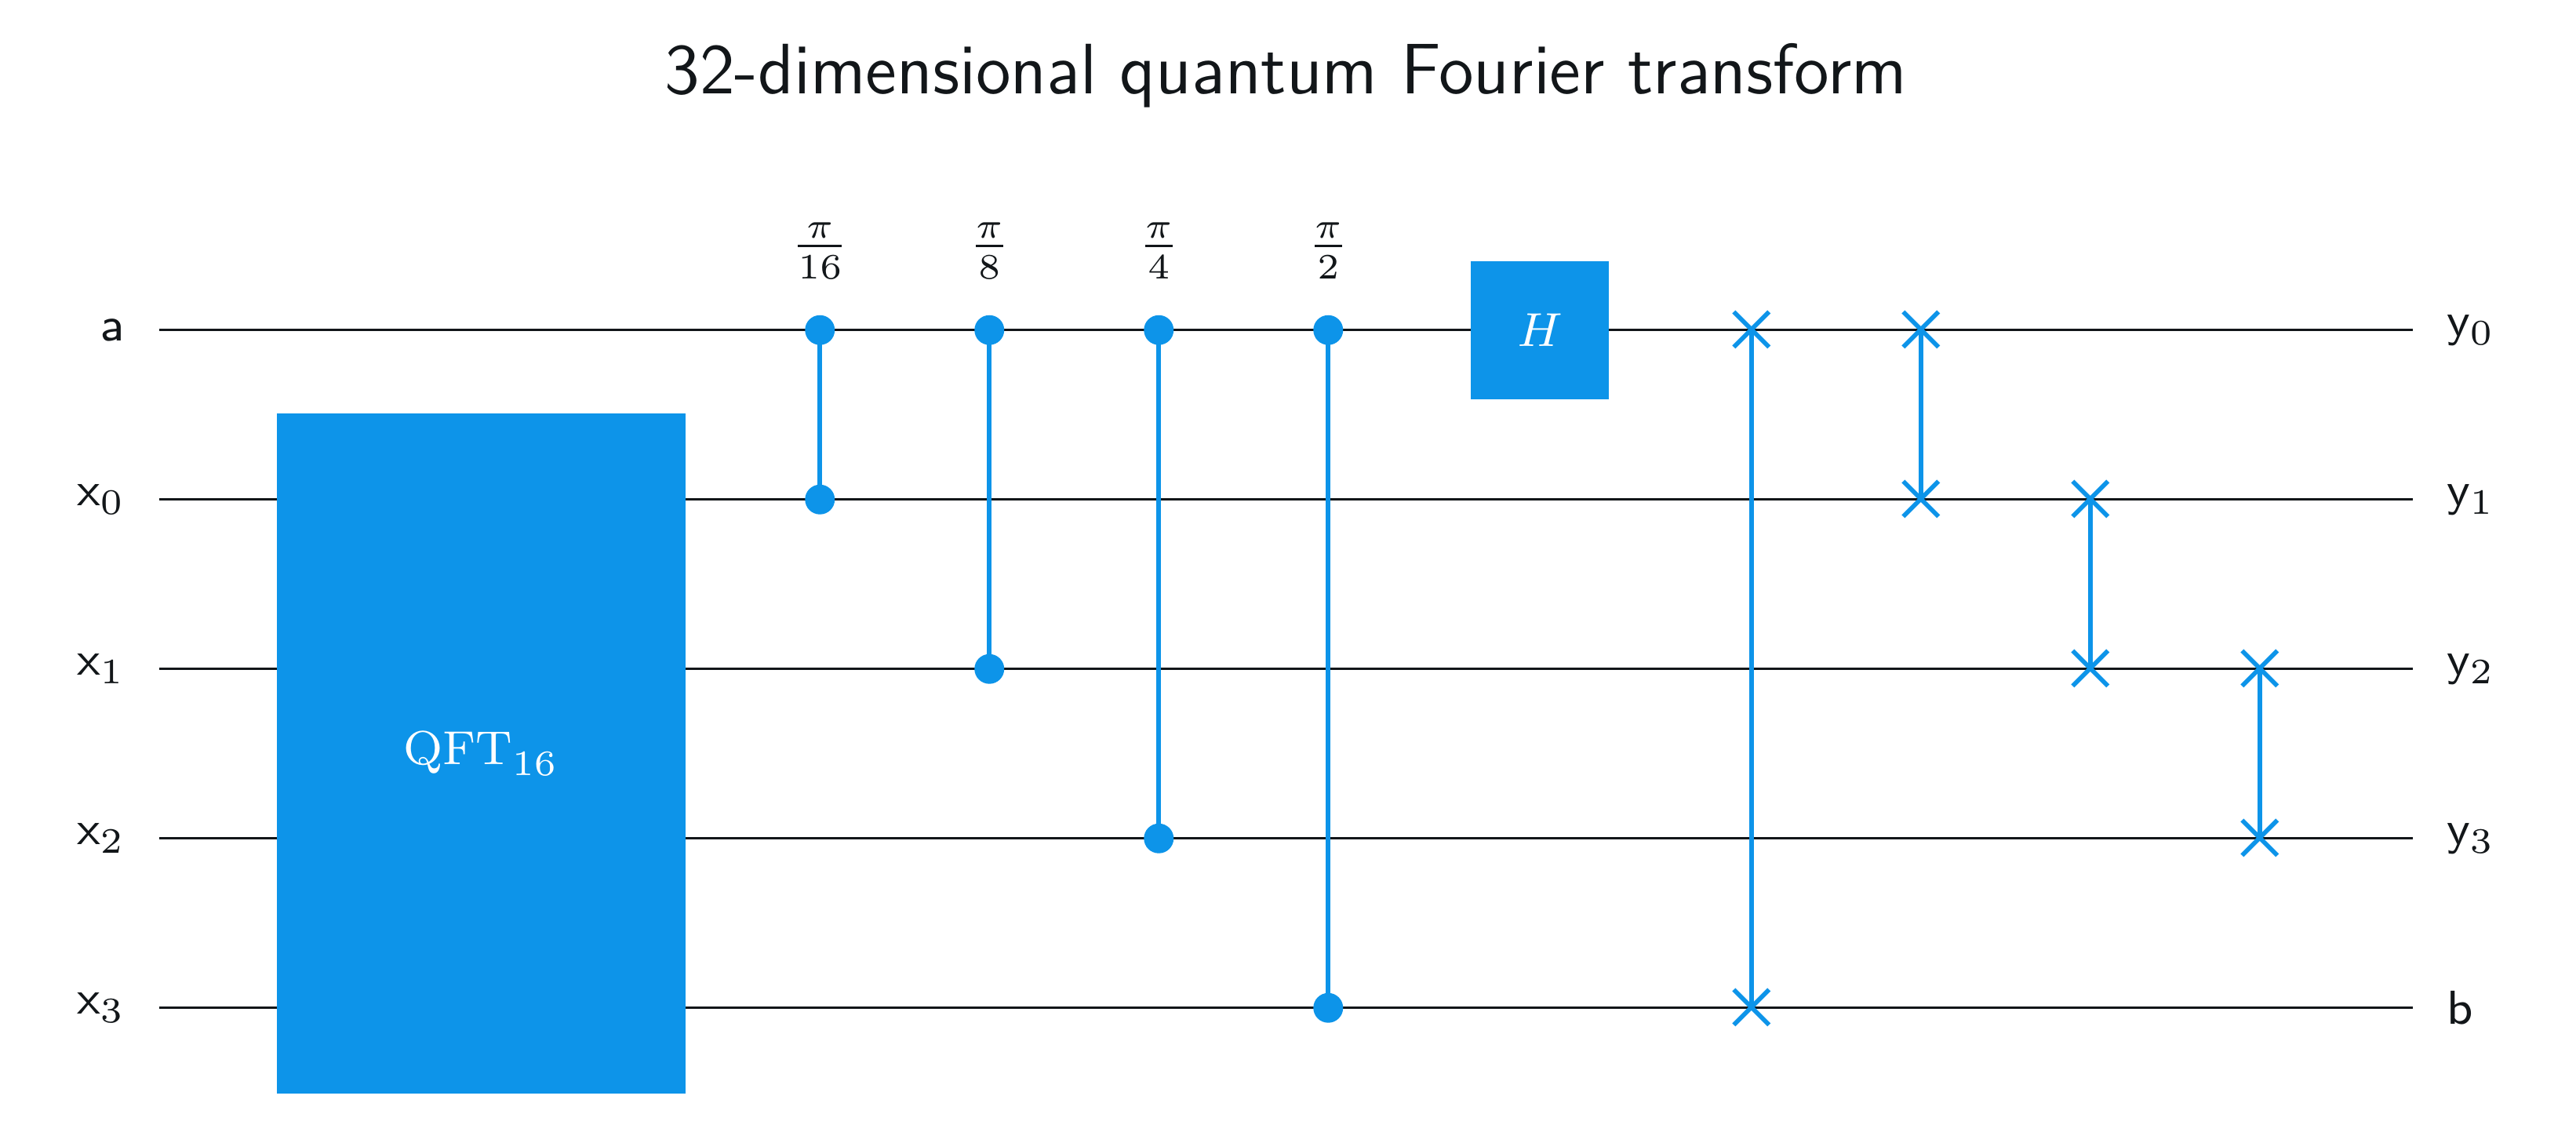 32-dimensional quantum Fourier transform
π/16 π/8 π/4 π/2
a H y₀
x₀ y₁
x₁ y₂
QFT₁₆
x₂ y₃
x₃ b